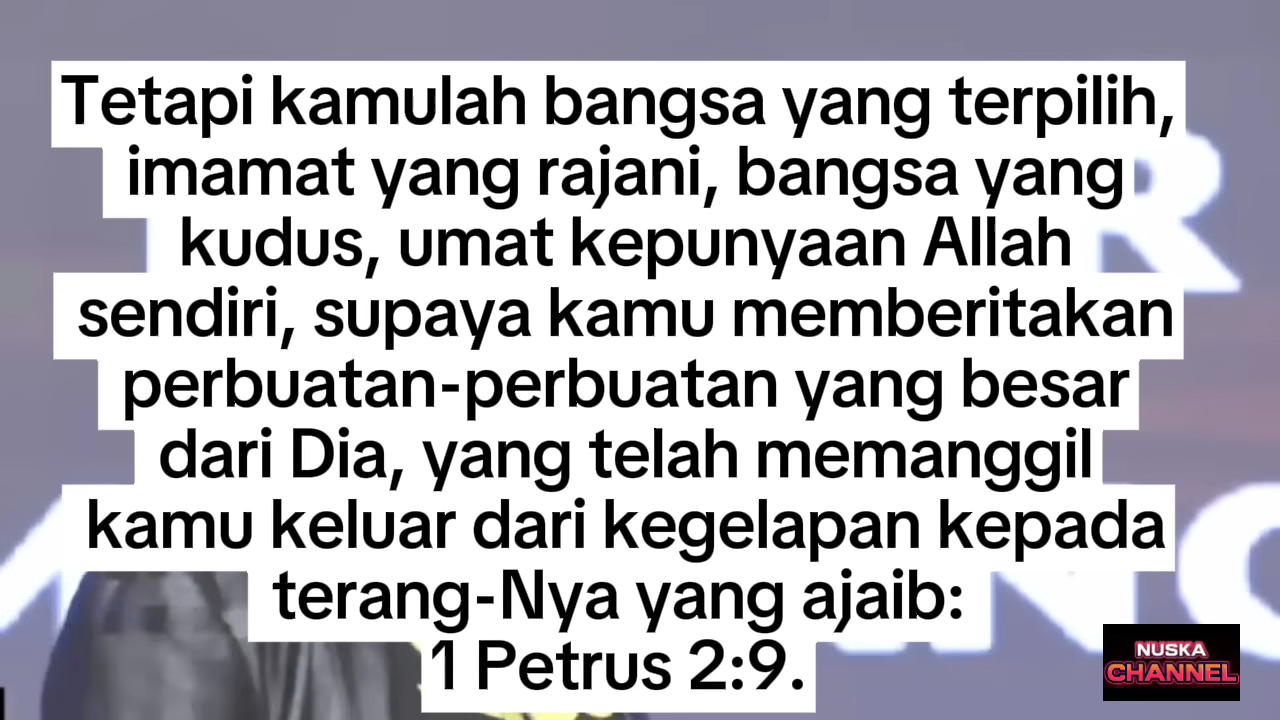 Tetapi kamulah bangsa yang terpilih,
imamat yang rajani, bangsa yang
kudus, umat kepunyaan Allah
sendiri, supaya kamu memberitakan
perbuatan-perbuatan yang besar
dari Dia, yang telah memanggil
kamu keluar dari kegelapan kepada
terang-Nya yang ajaib:
1 Petrus 2:9.
NUSKA
CHANNEL